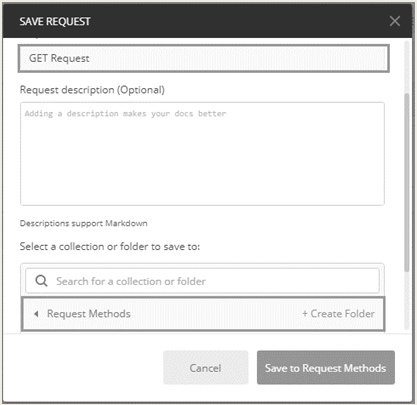 SAVE REQUEST
GET Request
Request description (Optional)
Adding a description makes your docs better
Descriptions support Markdown
Select a collection or folder to save to:
Search for a collection or folder
Request Methods + Create Folder
Cancel Save to Request Methods